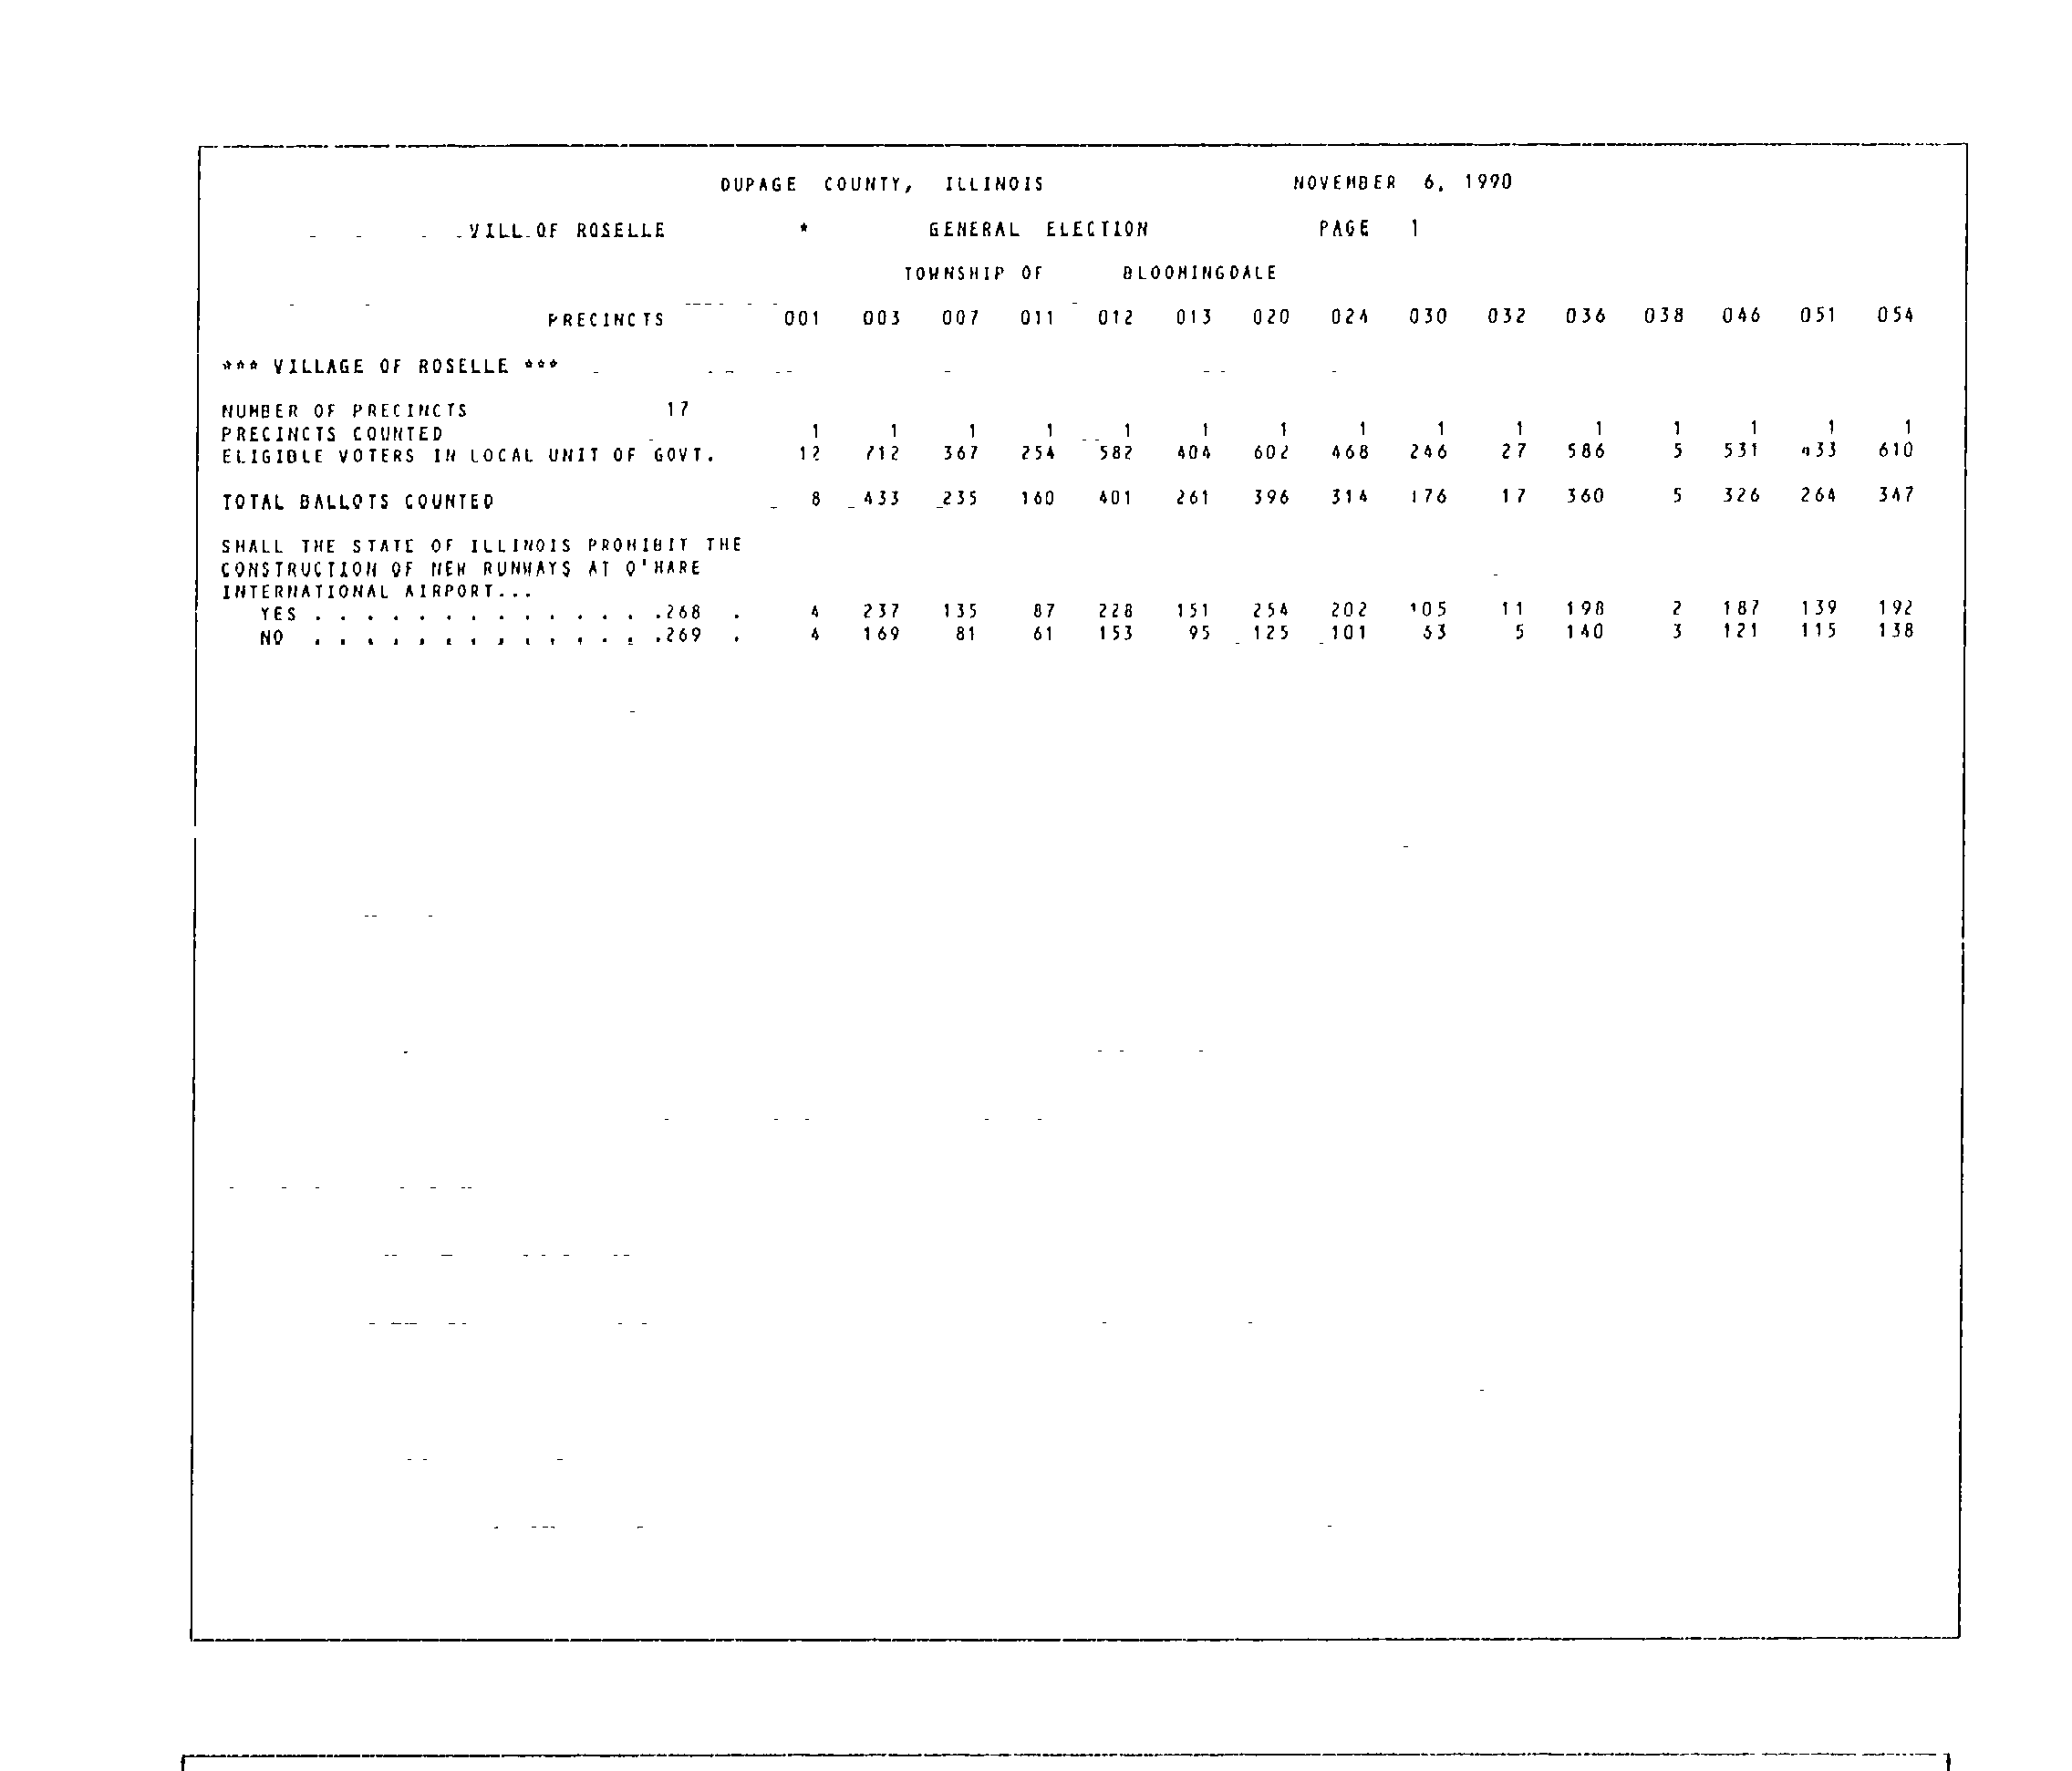 DUPAGE COUNTY, ILLINOIS NOVEMBER 6, 1990
VILL OF ROSELLE * GENERAL ELECTION PAGE 1
TOWNSHIP OF BLOOMINGDALE
PRECINCTS 001 003 007 011 012 013 020 024 030 032 036 038 046 051 054
*** VILLAGE OF ROSELLE ***
NUMBER OF PRECINCTS 17
PRECINCTS COUNTED 1 1 1 1 1 1 1 1 1 1 1 1 1 1 1
ELIGIBLE VOTERS IN LOCAL UNIT OF GOVT. 12 712 367 254 582 404 602 468 246 27 586 5 531 433 610
TOTAL BALLOTS COUNTED 8 433 235 160 401 261 396 314 176 17 360 5 326 264 347
SHALL THE STATE OF ILLINOIS PROHIBIT THE
CONSTRUCTION OF NEW RUNWAYS AT O'HARE
INTERNATIONAL AIRPORT...
YES . . . . . . . . . . . . . .268 . 4 237 135 87 228 151 254 202 105 11 198 2 187 139 192
NO . . . . . . . . . . . . . .269 . 4 169 81 61 153 95 125 101 5 140 3 121 115 138